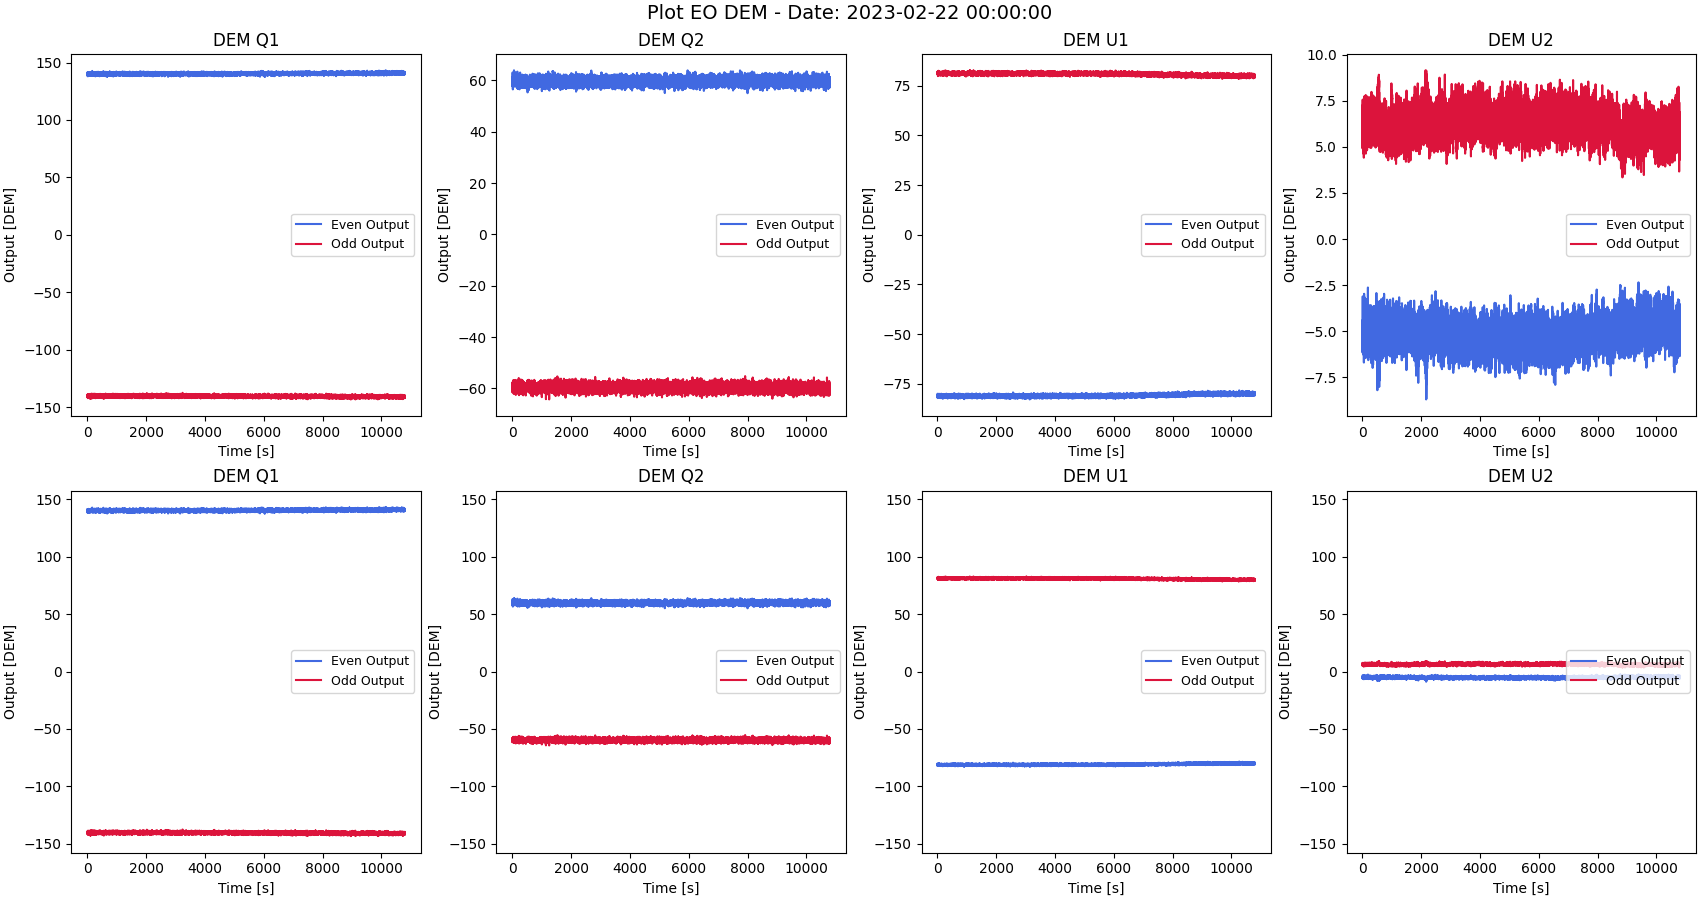 Plot EO DEM - Date: 2023-02-22 00:00:00
DEM Q1
Output [DEM]
150
100
50
0
−50
−100
−150
Even Output
Odd Output
0 2000 4000 6000 8000 10000
Time [s]
DEM Q2
Output [DEM]
60
40
20
0
−20
−40
−60
Even Output
Odd Output
0 2000 4000 6000 8000 10000
Time [s]
DEM U1
Output [DEM]
75
50
25
0
−25
−50
−75
Even Output
Odd Output
0 2000 4000 6000 8000 10000
Time [s]
DEM U2
Output [DEM]
10.0
7.5
5.0
2.5
0.0
−2.5
−5.0
−7.5
Even Output
Odd Output
0 2000 4000 6000 8000 10000
Time [s]
DEM Q1
Output [DEM]
150
100
50
0
−50
−100
−150
Even Output
Odd Output
0 2000 4000 6000 8000 10000
Time [s]
DEM Q2
Output [DEM]
150
100
50
0
−50
−100
−150
Even Output
Odd Output
0 2000 4000 6000 8000 10000
Time [s]
DEM U1
Output [DEM]
150
100
50
0
−50
−100
−150
Even Output
Odd Output
0 2000 4000 6000 8000 10000
Time [s]
DEM U2
Output [DEM]
150
100
50
0
−50
−100
−150
Even Output
Odd Output
0 2000 4000 6000 8000 10000
Time [s]